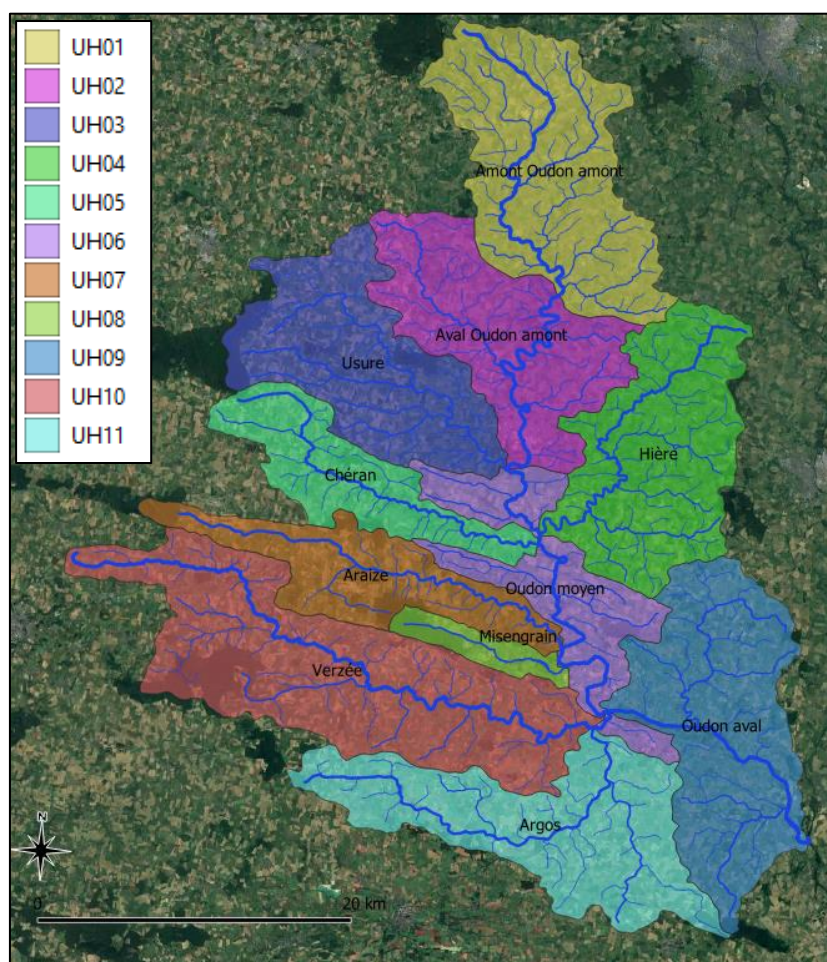 UH01
UH02
UH03
UH04
UH05
UH06
UH07
UH08
UH09
UH10
UH11
Amont Oudon amont
Aval Oudon amont
Usure
Hière
Chéran
Araize
Oudon moyen
Misengrain
Verzée
Oudon aval
Argos
N
0 20 km